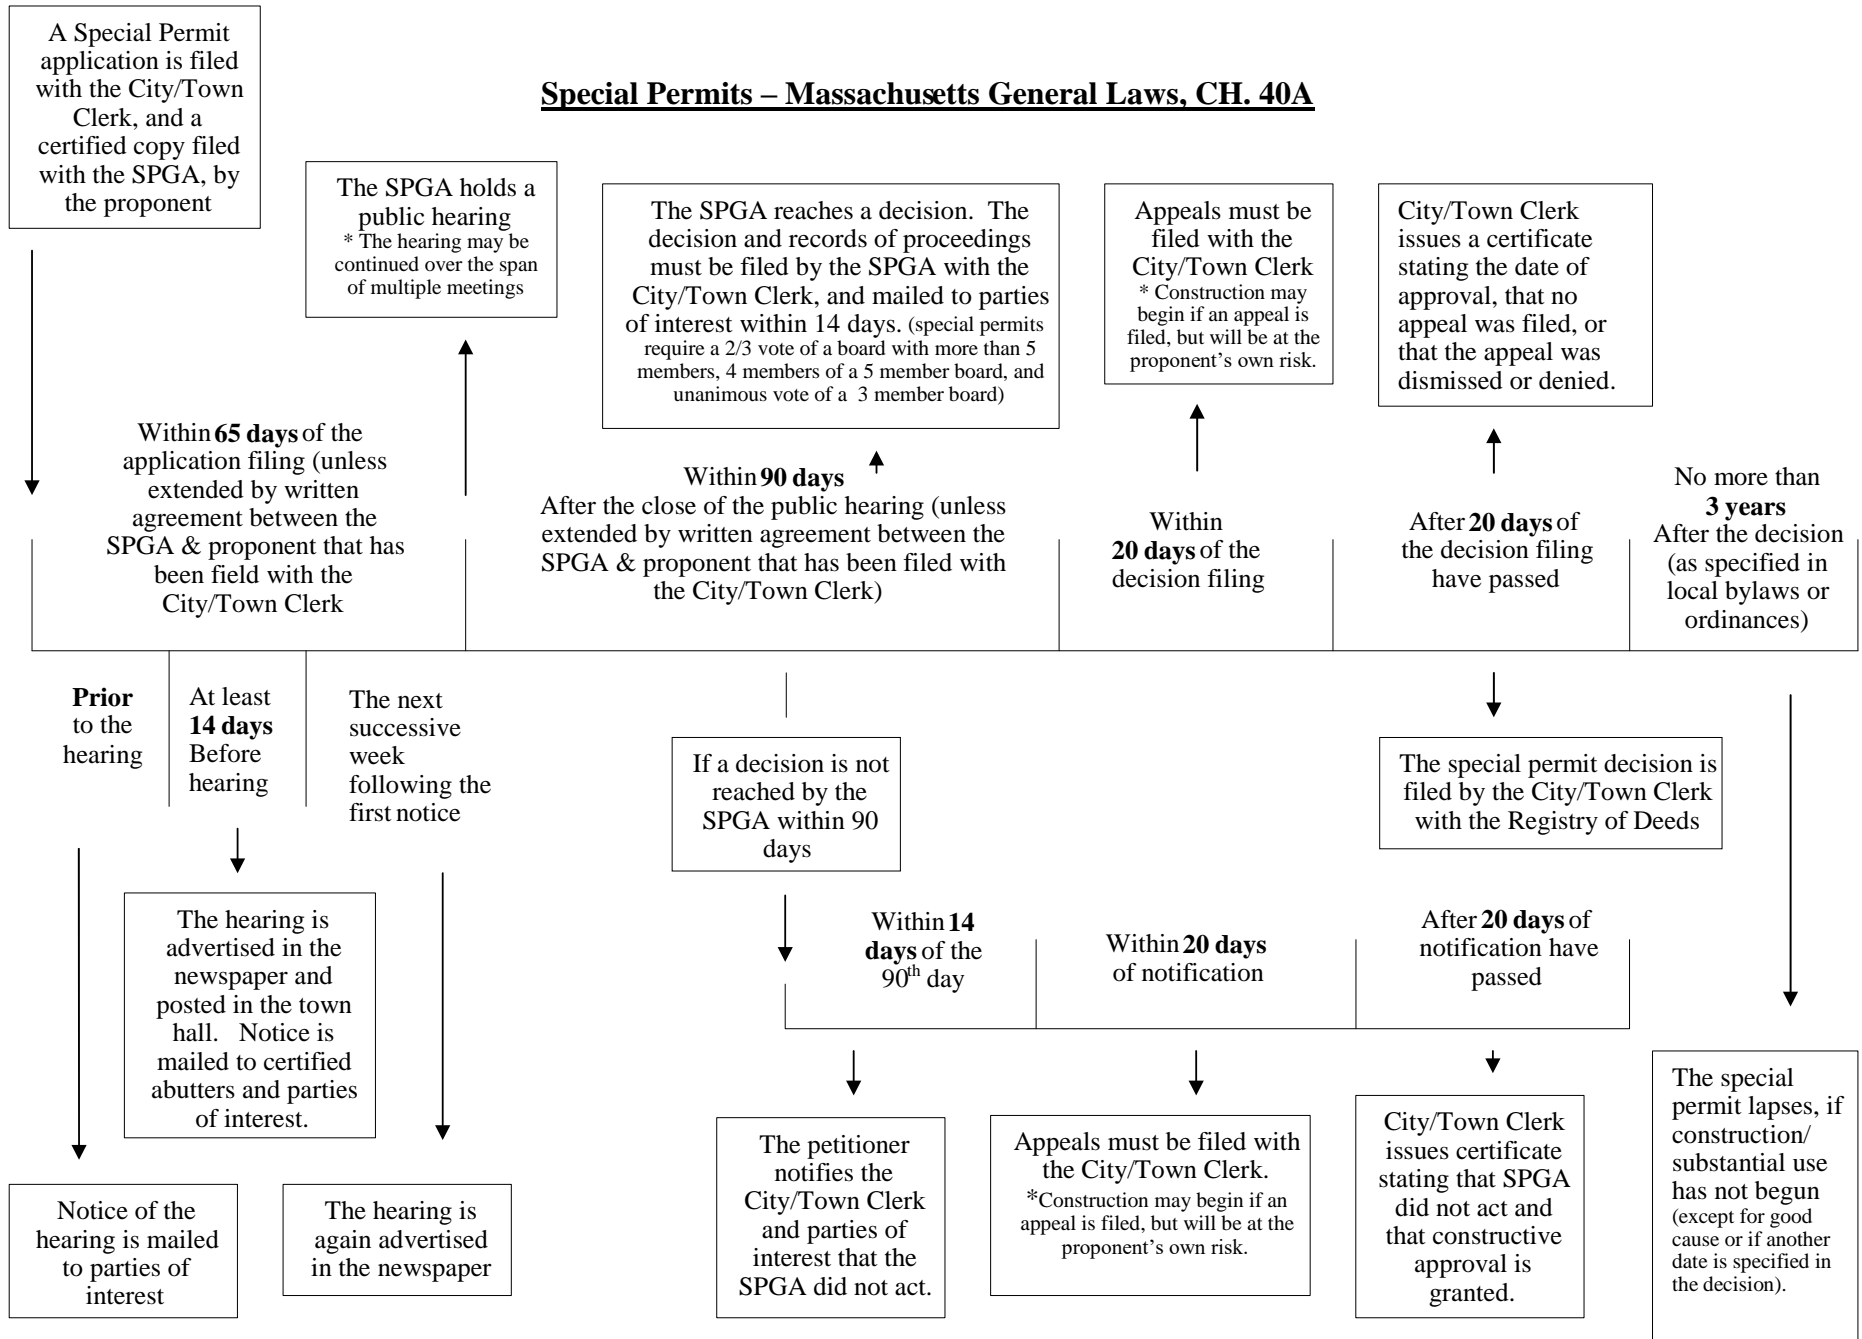 A Special Permit
application is filed
with the City/Town
Clerk, and a
certified copy filed
with the SPGA, by
the proponent
Special Permits – Massachusetts General Laws, CH. 40A
The SPGA holds a
public hearing
* The hearing may be
continued over the span
of multiple meetings
The SPGA reaches a decision.  The
decision and records of proceedings
must be filed by the SPGA with the
City/Town Clerk, and mailed to parties
of interest within 14 days. (special permits
require a 2/3 vote of a board with more than 5
members, 4 members of a 5 member board, and
unanimous vote of a  3 member board)
Appeals must be
filed with the
City/Town Clerk
* Construction may
begin if an appeal is
filed, but will be at the
proponent’s own risk.
City/Town Clerk
issues a certificate
stating the date of
approval, that no
appeal was filed, or
that the appeal was
dismissed or denied.
Within 65 days of the
application filing (unless
extended by written
agreement between the
SPGA & proponent that has
been field with the
City/Town Clerk
Within 90 days
After the close of the public hearing (unless
extended by written agreement between the
SPGA & proponent that has been filed with
the City/Town Clerk)
Within
20 days of the
decision filing
After 20 days of
the decision filing
have passed
No more than
3 years
After the decision
(as specified in
local bylaws or
ordinances)
Prior
to the
hearing
At least
14 days
Before
hearing
The next
successive
week
following the
first notice
If a decision is not
reached by the
SPGA within 90
days
The special permit decision is
filed by the City/Town Clerk
with the Registry of Deeds
The hearing is
advertised in the
newspaper and
posted in the town
hall.   Notice is
mailed to certified
abutters and parties
of interest.
Within 14
days of the
90th day
Within 20 days
of notification
After 20 days of
notification have
passed
Notice of the
hearing is mailed
to parties of
interest
The hearing is
again advertised
in the newspaper
The petitioner
notifies the
City/Town Clerk
and parties of
interest that the
SPGA did not act.
Appeals must be filed with
the City/Town Clerk.
*Construction may begin if an
appeal is filed, but will be at the
proponent’s own risk.
City/Town Clerk
issues certificate
stating that SPGA
did not act and
that constructive
approval is
granted.
The special
permit lapses, if
construction/
substantial use
has not begun
(except for good
cause or if another
date is specified in
the decision).